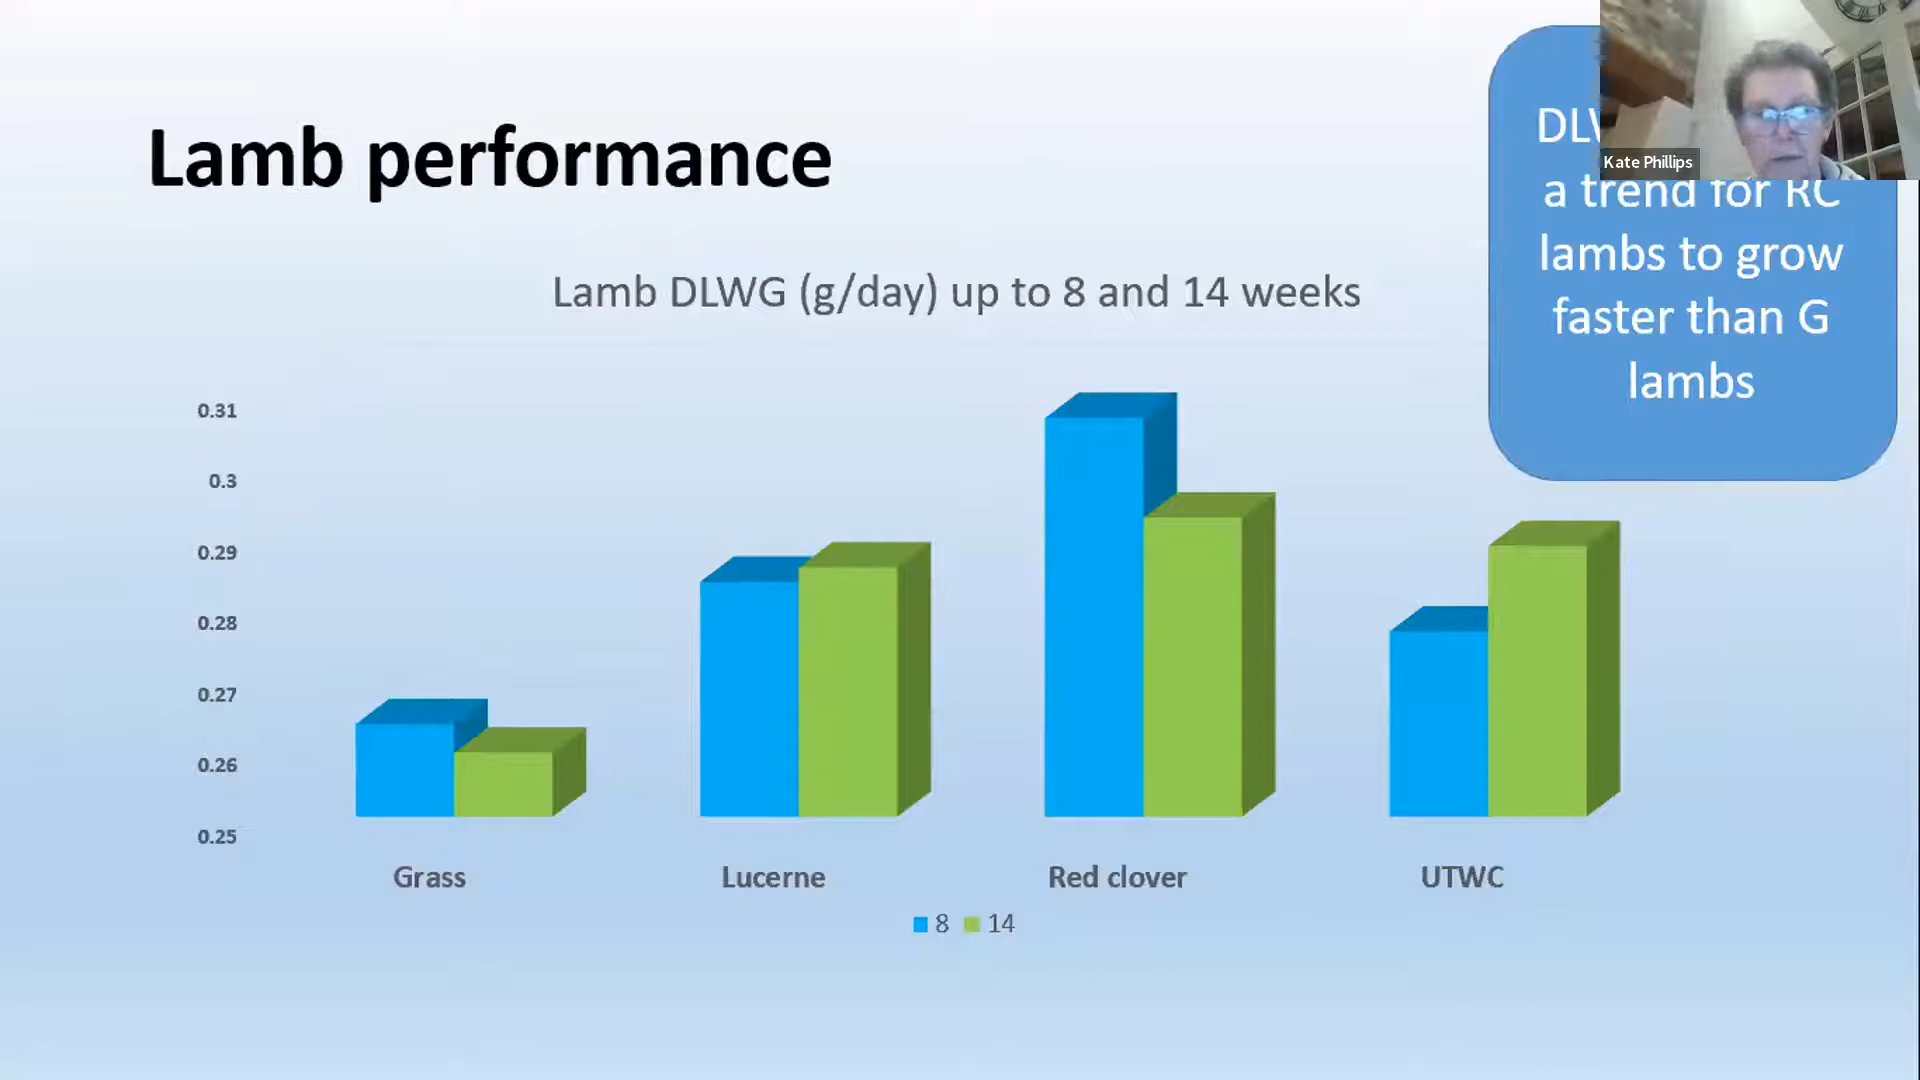 Lamb performance
Lamb DLWG (g/day) up to 8 and 14 weeks
0.31
0.3
0.29
0.28
0.27
0.26
0.25
Grass Lucerne Red clover UTWC
8 14
Kate Phillips
a trend for RC
lambs to grow
faster than G
lambs